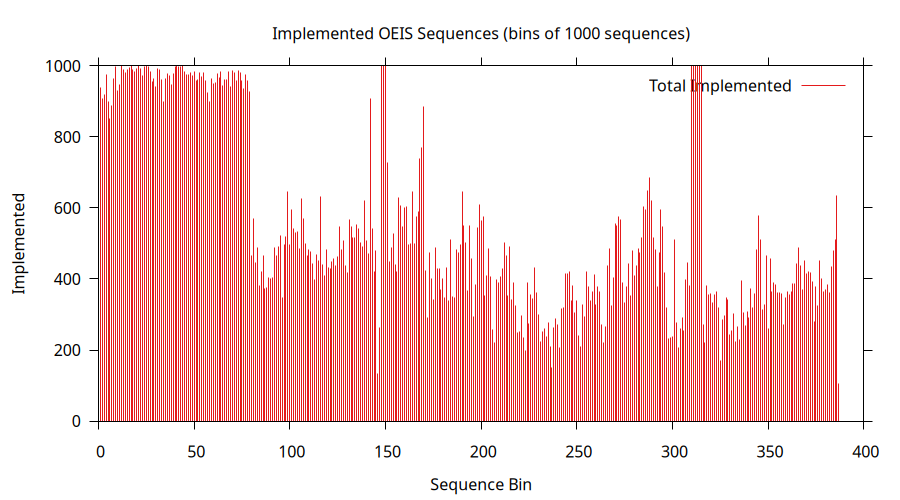 Implemented OEIS Sequences (bins of 1000 sequences)
Total Implemented
Implemented
1000
800
600
400
200
0
0 50 100 150 200 250 300 350 400
Sequence Bin